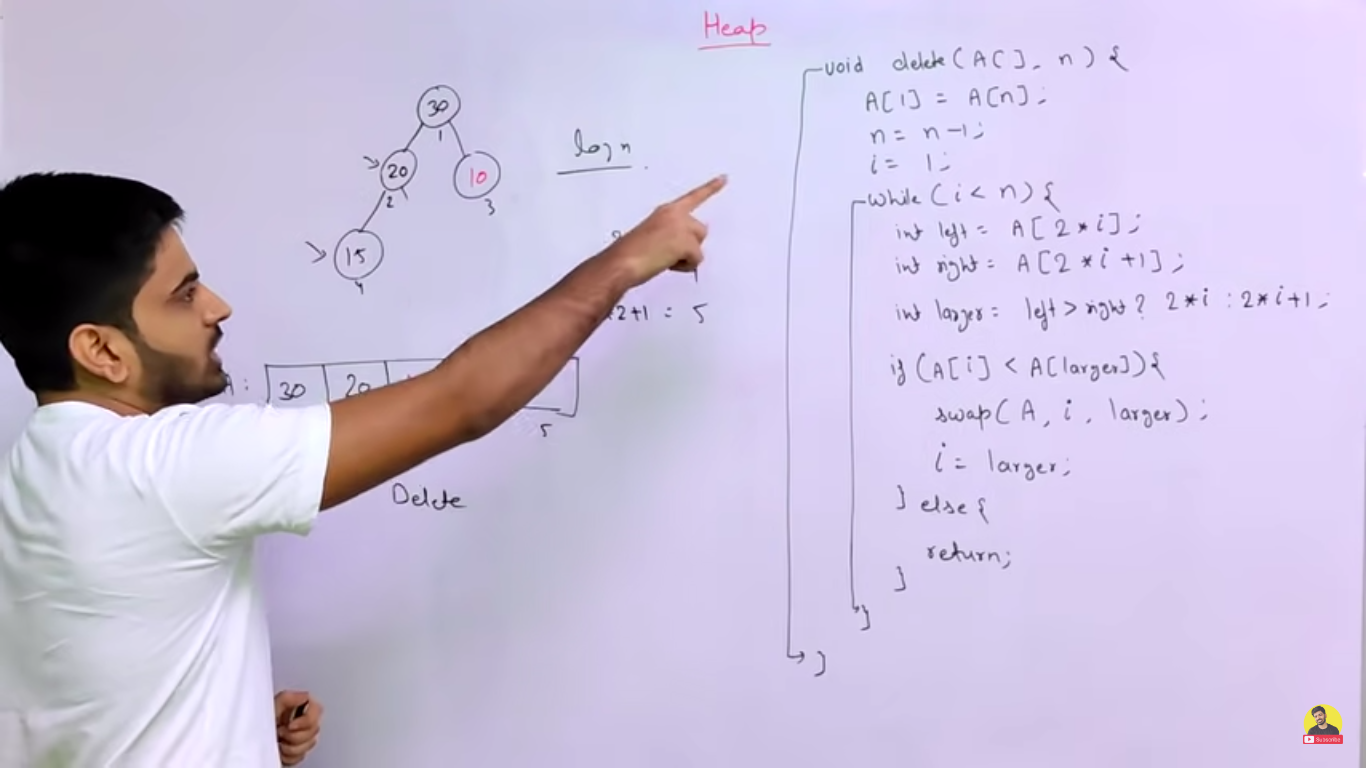 Heap
30
1
20
2
10
3
15
4
log n
2+1 = 5
A: 30 20
5
Delete
void delete(A[], n) {
A[1] = A[n];
n = n-1;
i = 1;
while (i < n) {
int left = A[2*i];
int right = A[2*i+1];
int larger = left > right? 2*i : 2*i+1;
if (A[i] < A[larger]){
swap(A, i, larger);
i = larger;
} else {
return;
}
}
}
Subscribe